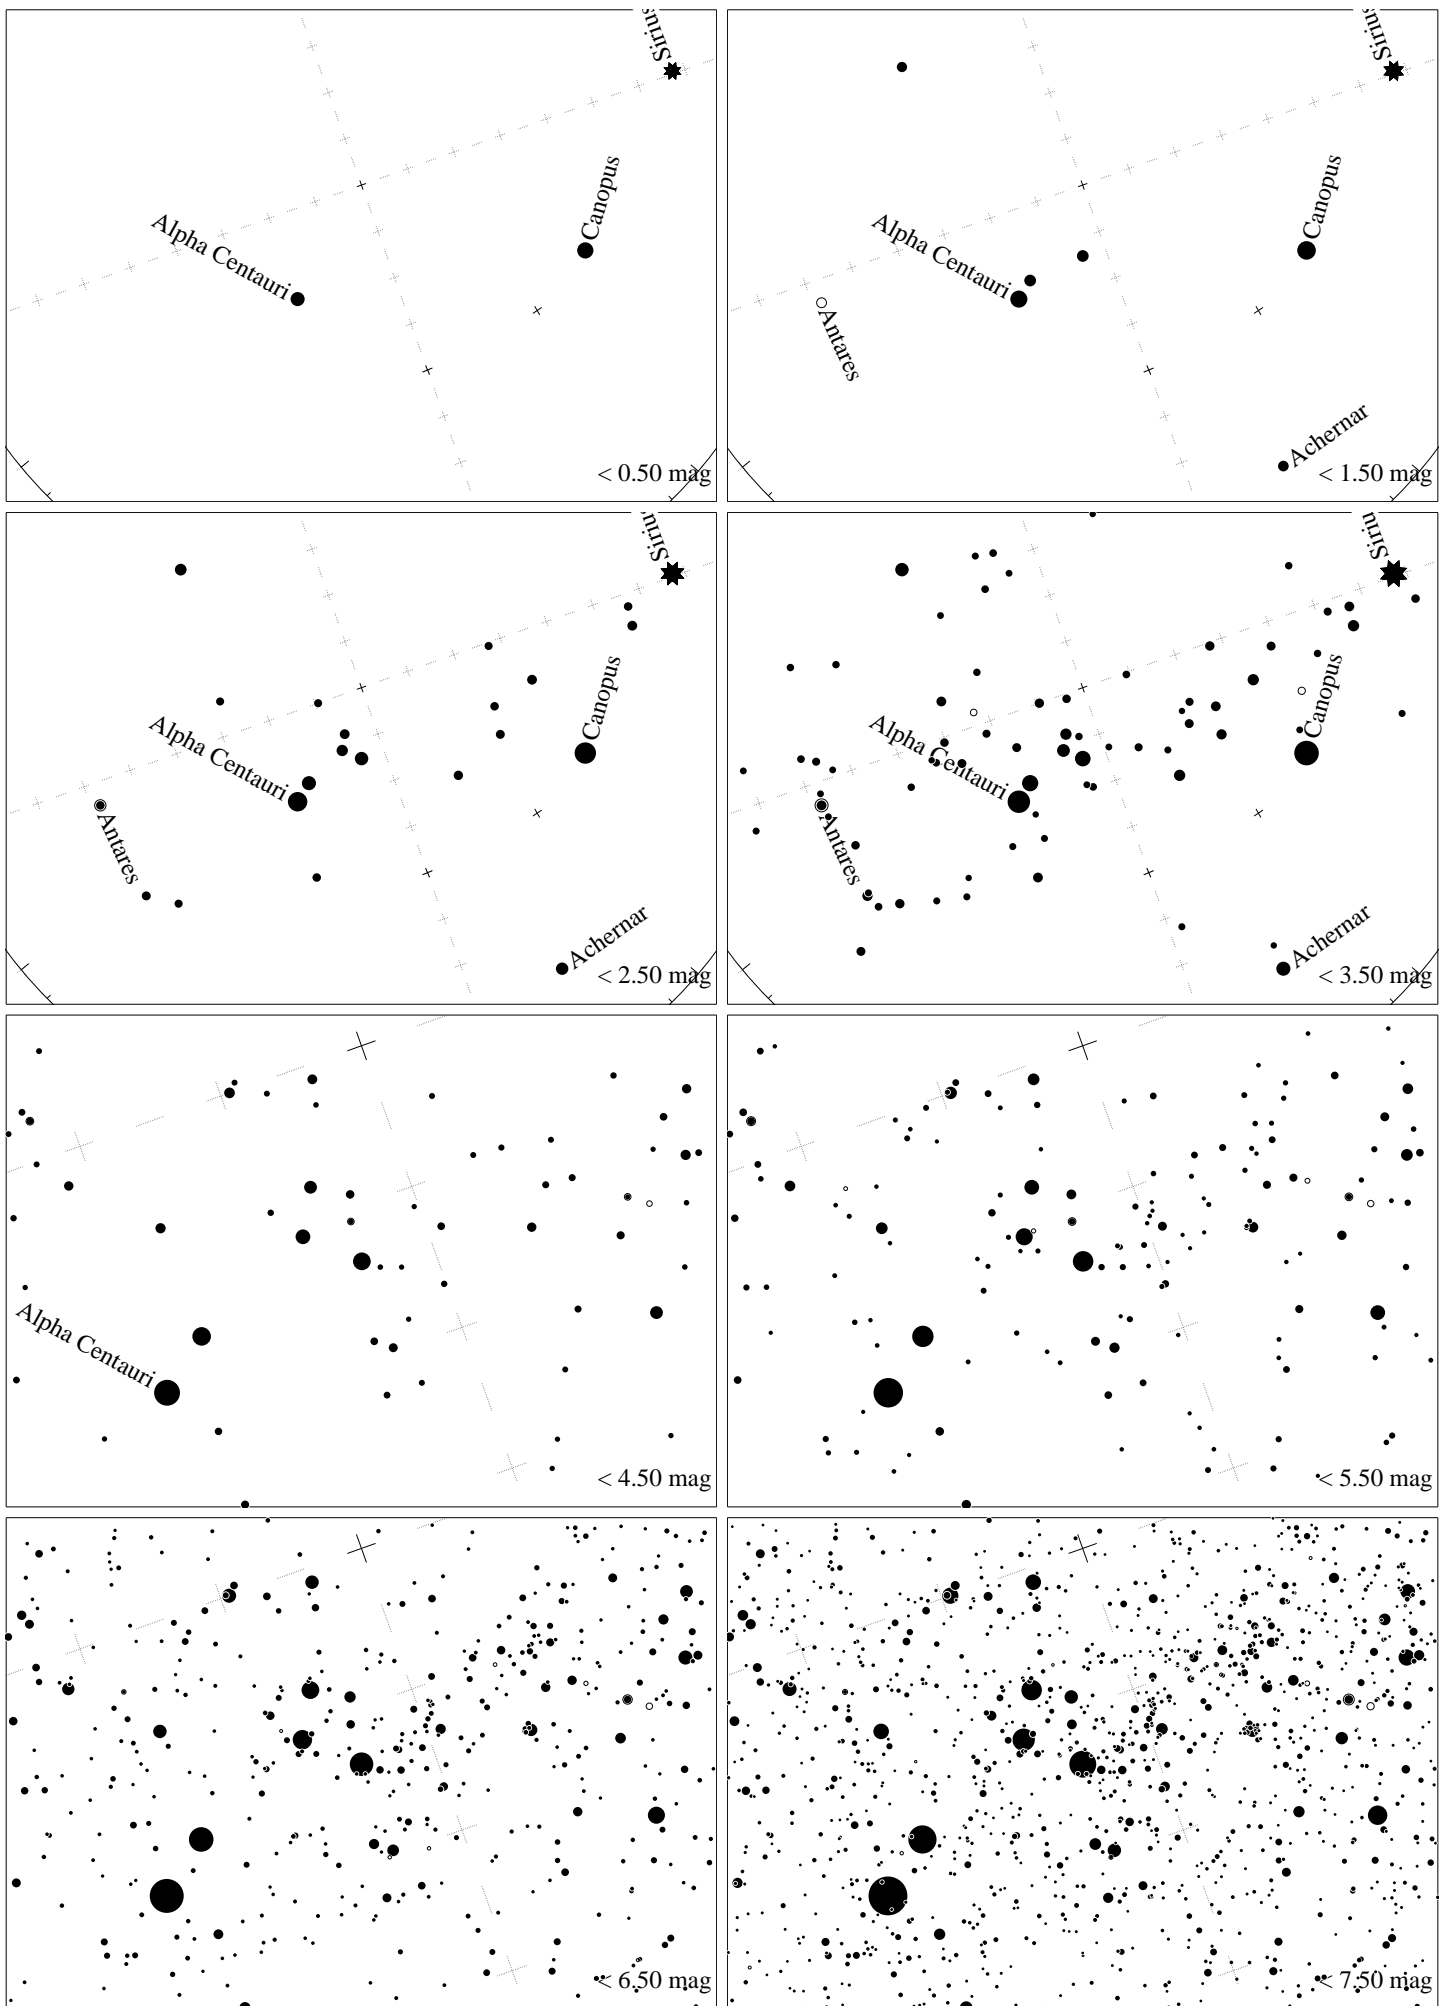 Sirius
Canopus
Alpha Centauri
< 0.50 mag
Sirius
Canopus
Alpha Centauri
Antares
Achernar
< 1.50 mag
Siriu
Canopus
Alpha Centauri
Antares
Achernar
< 2.50 mag
Siriu
Canopus
Alpha Centauri
Antares
Achernar
< 3.50 mag
Alpha Centauri
< 4.50 mag
< 5.50 mag
< 6.50 mag
< 7.50 mag